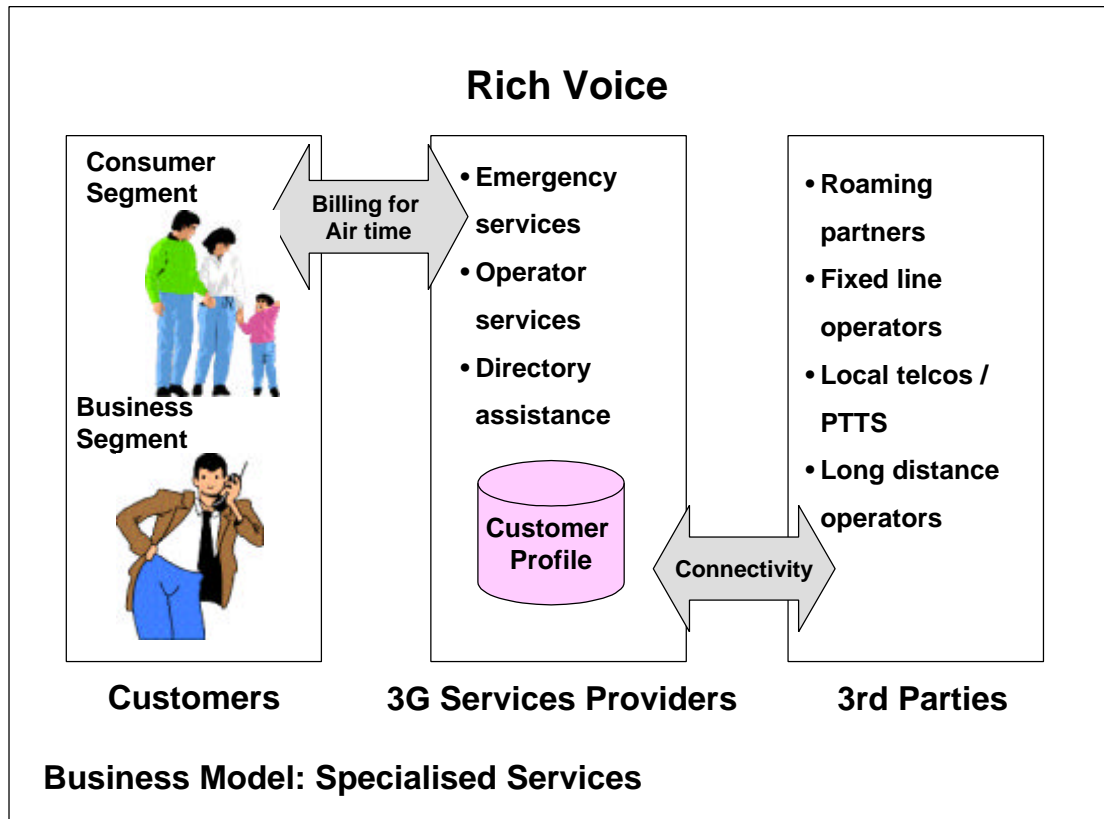 Rich Voice
Consumer
Segment
Business
Segment
Billing for
Air time
• Emergency
services
• Operator
services
• Directory
assistance
Customer
Profile
Connectivity
• Roaming
partners
• Fixed line
operators
• Local telcos /
PTTS
• Long distance
operators
Customers
3G Services Providers
3rd Parties
Business Model: Specialised Services